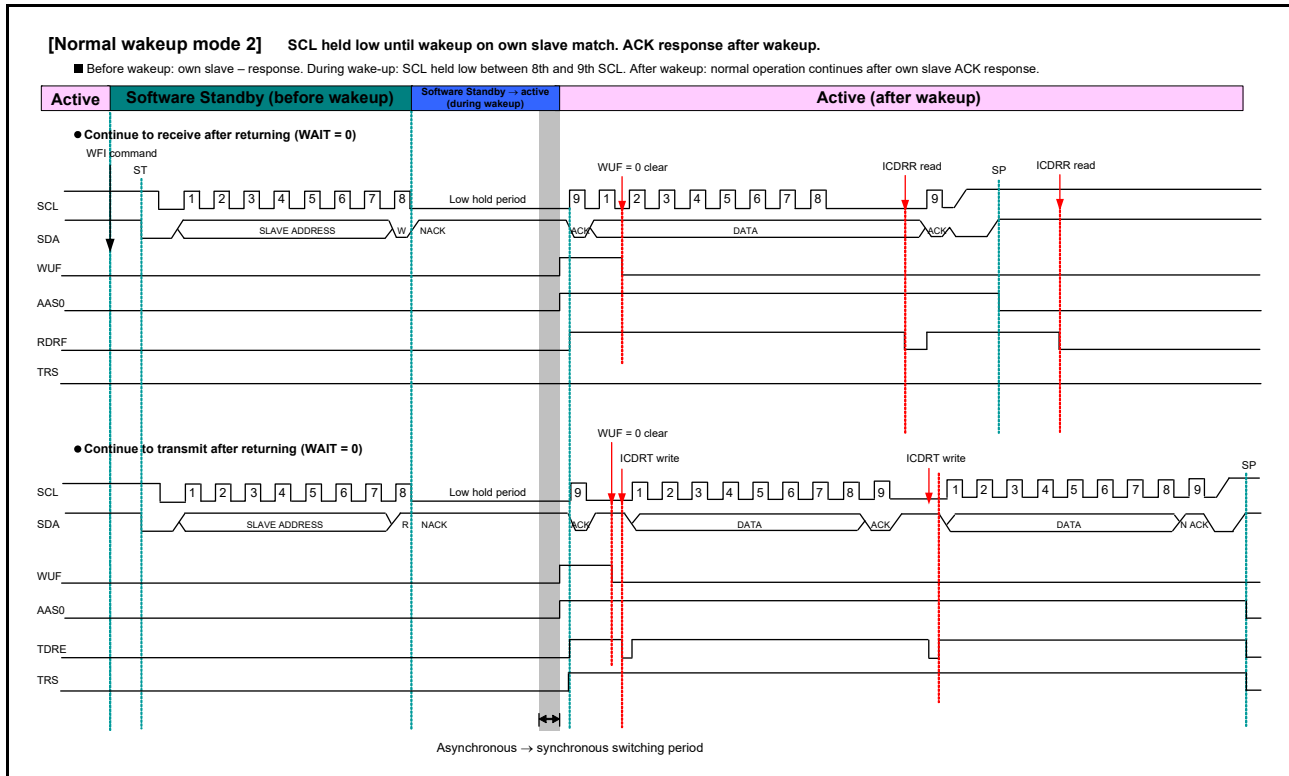 [Normal wakeup mode 2] SCL held low until wakeup on own slave match. ACK response after wakeup.
■ Before wakeup: own slave – response. During wake-up: SCL held low between 8th and 9th SCL. After wakeup: normal operation continues after own slave ACK response.
Active Software Standby (before wakeup) Software Standby → active Active (after wakeup)
(during wakeup)
● Continue to receive after returning (WAIT = 0)
WFI command
ST WUF = 0 clear ICDRR read SP ICDRR read
SCL 1 2 3 4 5 6 7 8 Low hold period 9 1 2 3 4 5 6 7 8 9
SDA SLAVE ADDRESS W NACK ACK DATA ACK
WUF
AAS0
RDRF
TRS
WUF = 0 clear
● Continue to transmit after returning (WAIT = 0)
ICDRT write ICDRT write SP
SCL 1 2 3 4 5 6 7 8 Low hold period 9 1 2 3 4 5 6 7 8 9 1 2 3 4 5 6 7 8 9
SDA SLAVE ADDRESS R NACK ACK DATA ACK DATA N ACK
WUF
AAS0
TDRE
TRS
Asynchronous → synchronous switching period